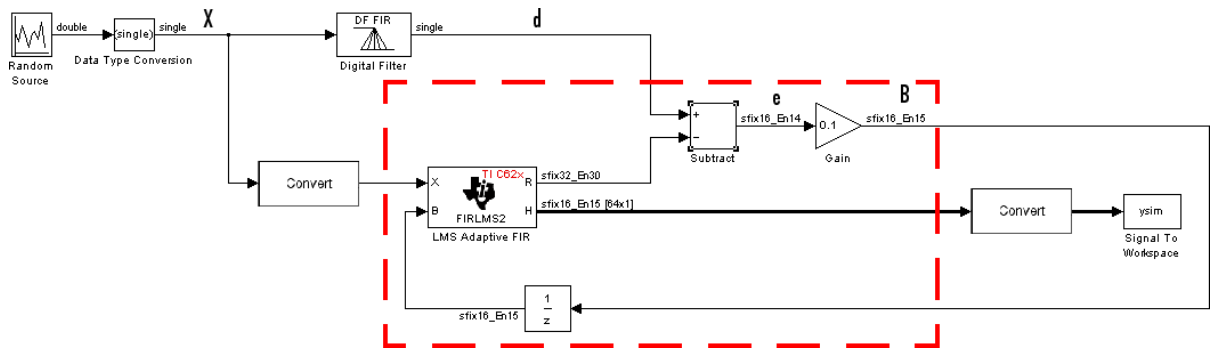 X
d
double
single
(single)
DF FIR
single
Random
Source
Data Type Conversion
Digital Filter
e
B
+
−
sfix16_En14
0.1
sfix16_En15
Subtract
Gain
Convert
TI C62x
X
R
sfix32_En30
B
FIRLMS2
H
sfix16_En15 [64x1]
LMS Adaptive FIR
Convert
ysim
Signal To
Workspace
sfix16_En15
1
z